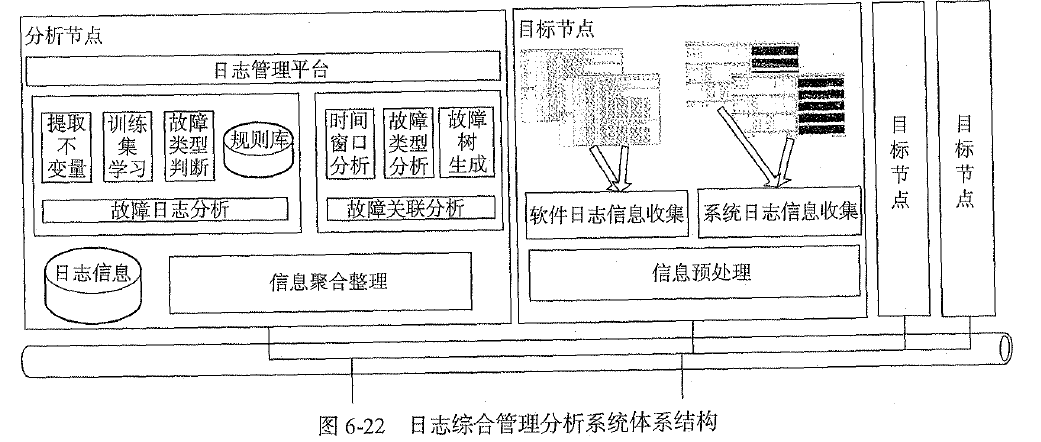 分析节点
日志管理平台
提取
不
变量
训练
集
学习
故障
类型
判断
规则库
故障日志分析
时间
窗口
分析
故障
类型
分析
故障
树
生成
故障关联分析
日志信息
信息聚合整理
目标节点
软件日志信息收集
系统日志信息收集
信息预处理
目标节点
目标节点
图 6-22 日志综合管理分析系统体系结构